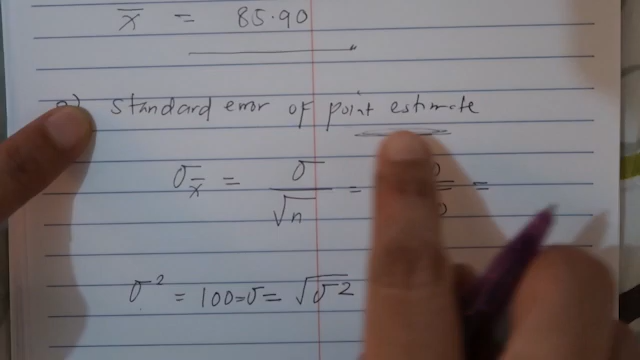 x̄ = 85.90
standard error of point estimate
σx̄ = σ/√n = =
σ² = 100 = σ = √σ²